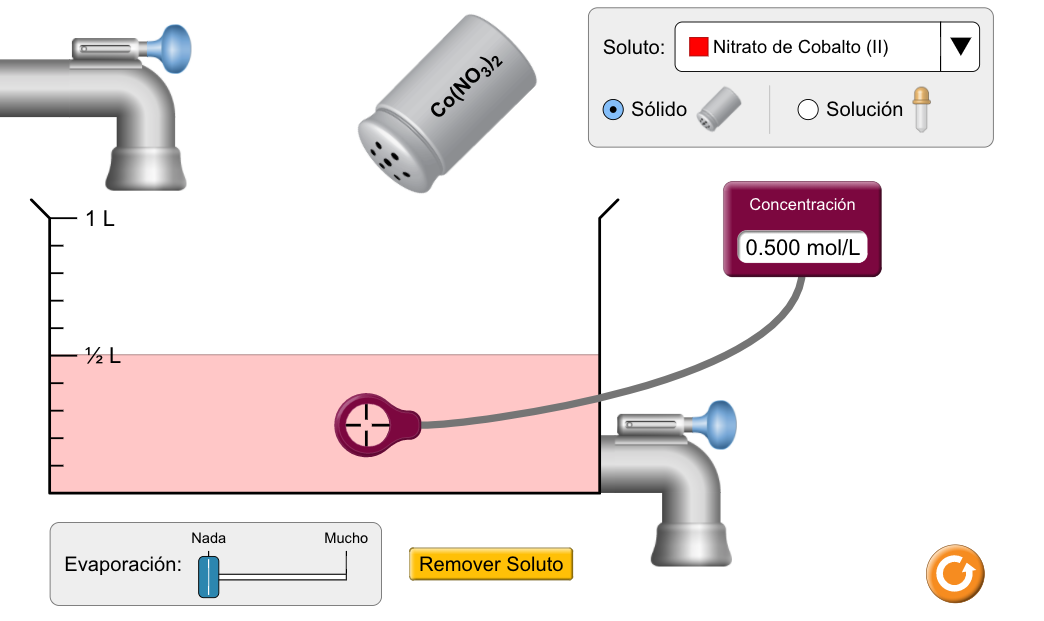 Co(NO3)2
Soluto: Nitrato de Cobalto (II)
Sólido Solución
1 L
½ L
Concentración
0.500 mol/L
Nada Mucho
Evaporación:
Remover Soluto